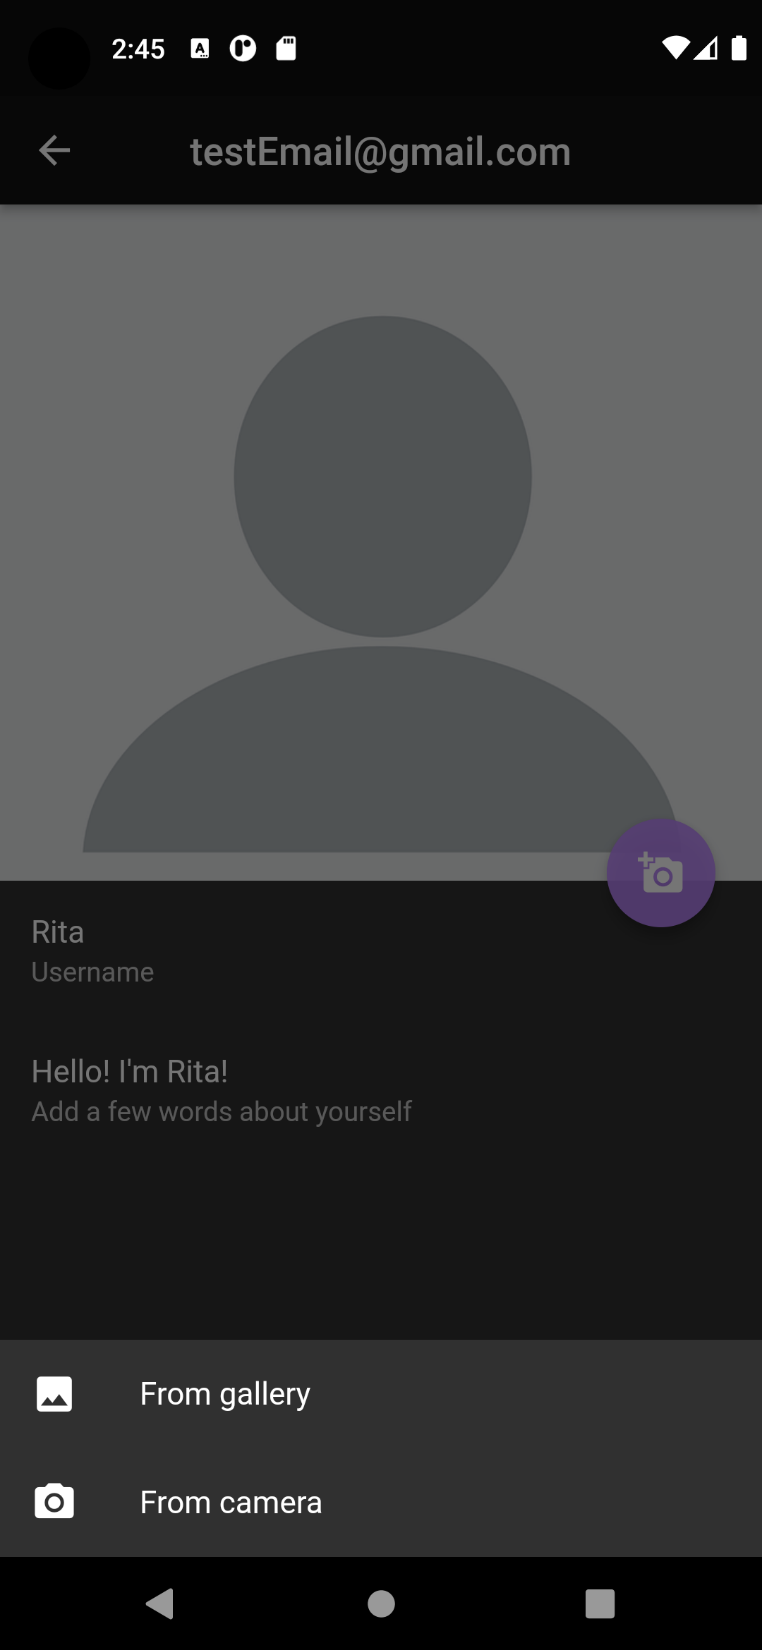 2:45
testEmail@gmail.com
Rita
Username
Hello! I'm Rita!
Add a few words about yourself
From gallery
From camera